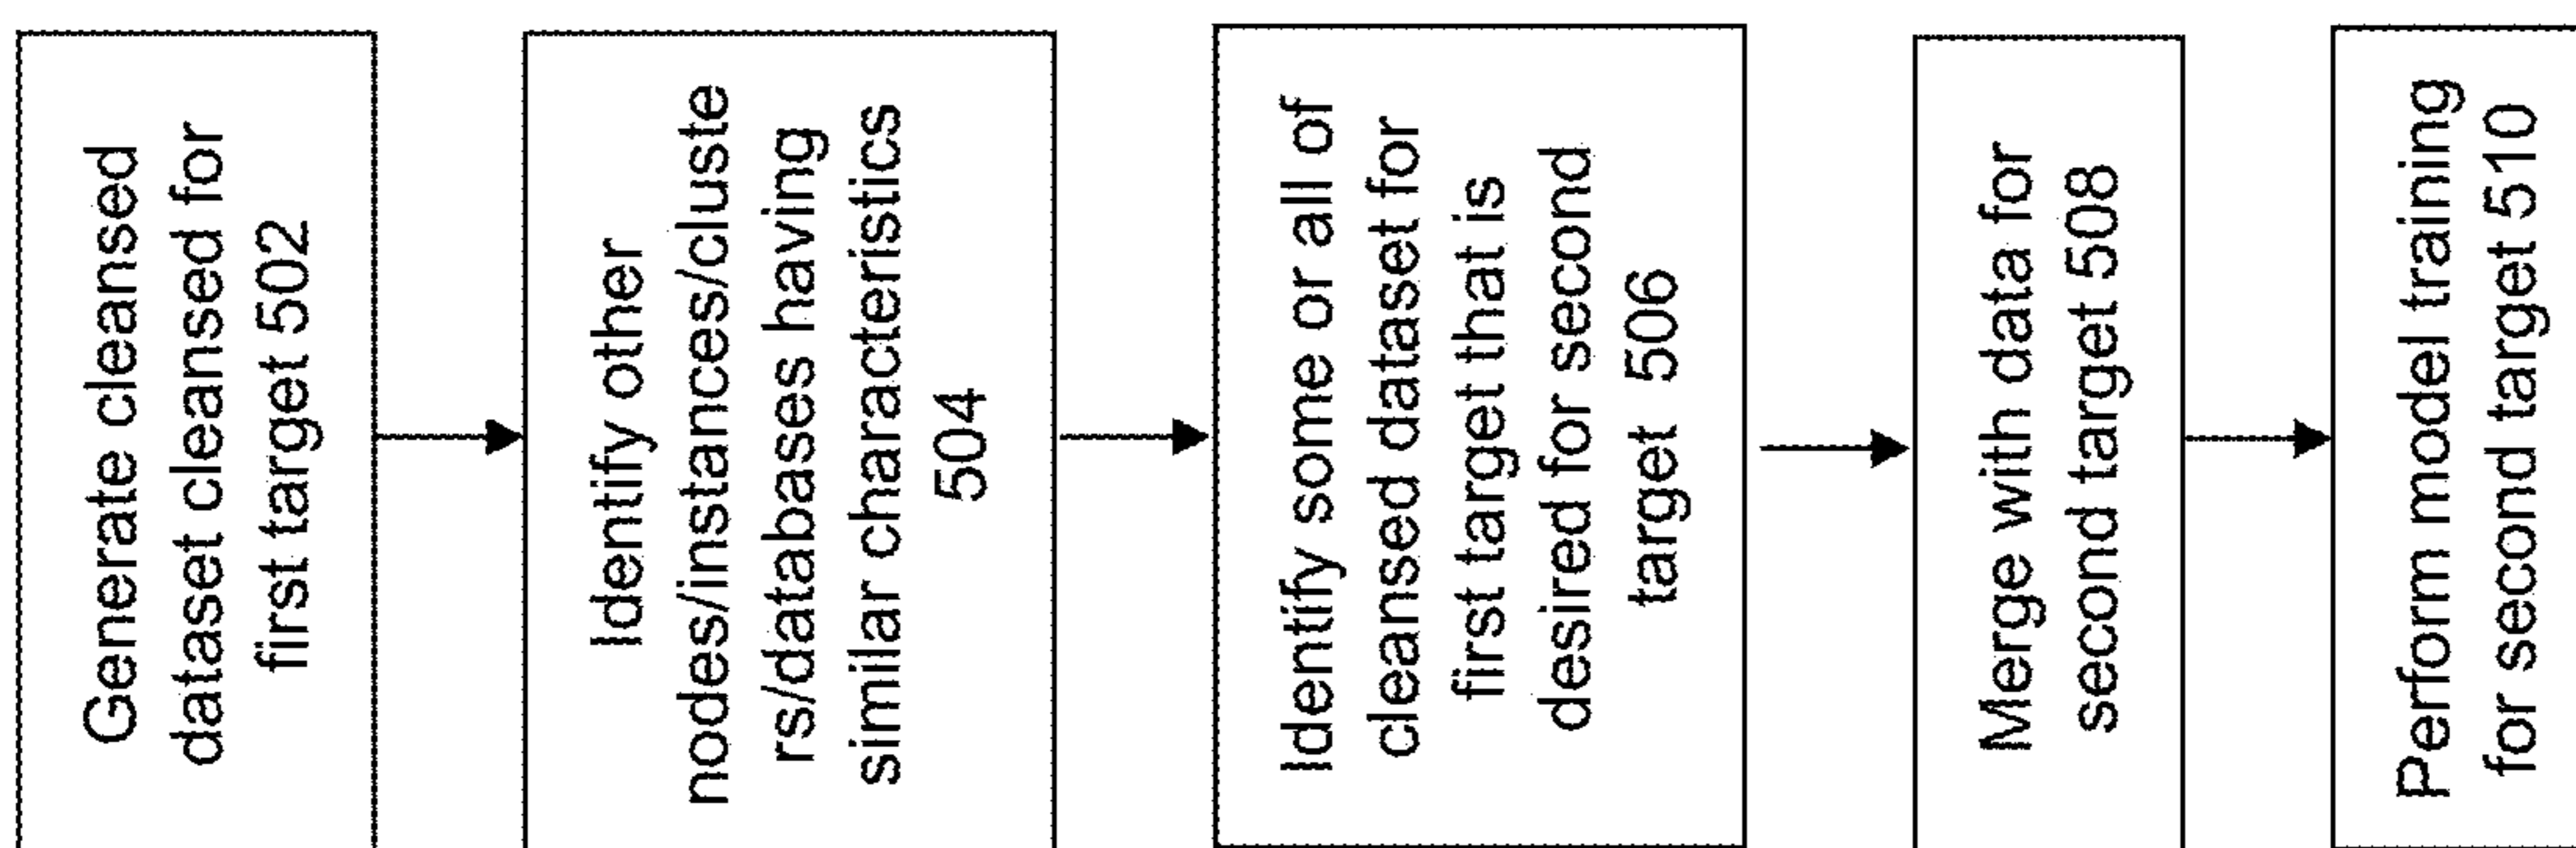 Generate cleansed
dataset cleansed for
first target 502
Identify other
nodes/instances/cluste
rs/databases having
similar characteristics
504
Identify some or all of
cleansed dataset for
first target that is
desired for second
target 506
Merge with data for
second target 508
Perform model training
for second target 510